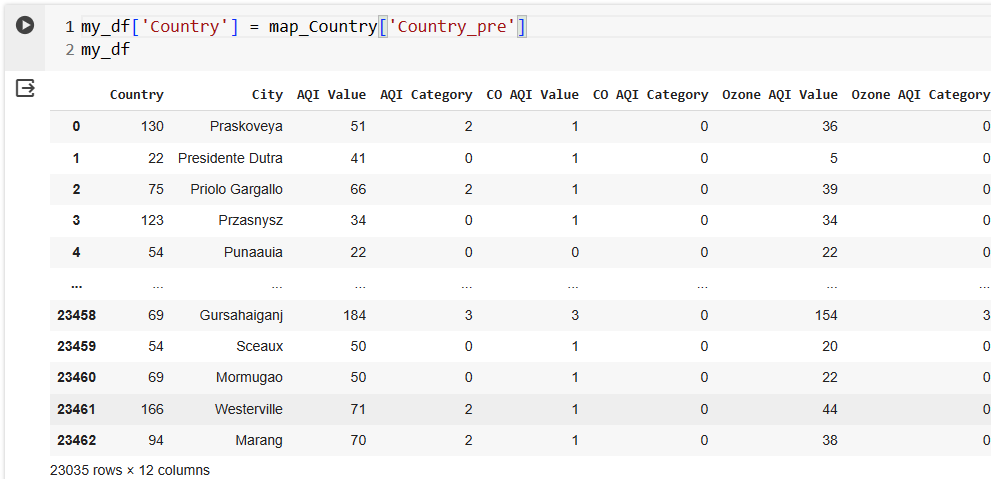 1 my_df['Country'] = map_Country['Country_pre']
2 my_df
Country City AQI Value AQI Category CO AQI Value CO AQI Category Ozone AQI Value Ozone AQI Category
0 130 Praskoveya 51 2 1 0 36 0
1 22 Presidente Dutra 41 0 1 0 5 0
2 75 Priolo Gargallo 66 2 1 0 39 0
3 123 Przasnysz 34 0 1 0 34 0
4 54 Punaauia 22 0 0 0 22 0
... ... ... ... ... ... ... ... ...
23458 69 Gursahaiganj 184 3 3 0 154 3
23459 54 Sceaux 50 0 1 0 20 0
23460 69 Mormugao 50 0 1 0 22 0
23461 166 Westerville 71 2 1 0 44 0
23462 94 Marang 70 2 1 0 38 0
23035 rows × 12 columns